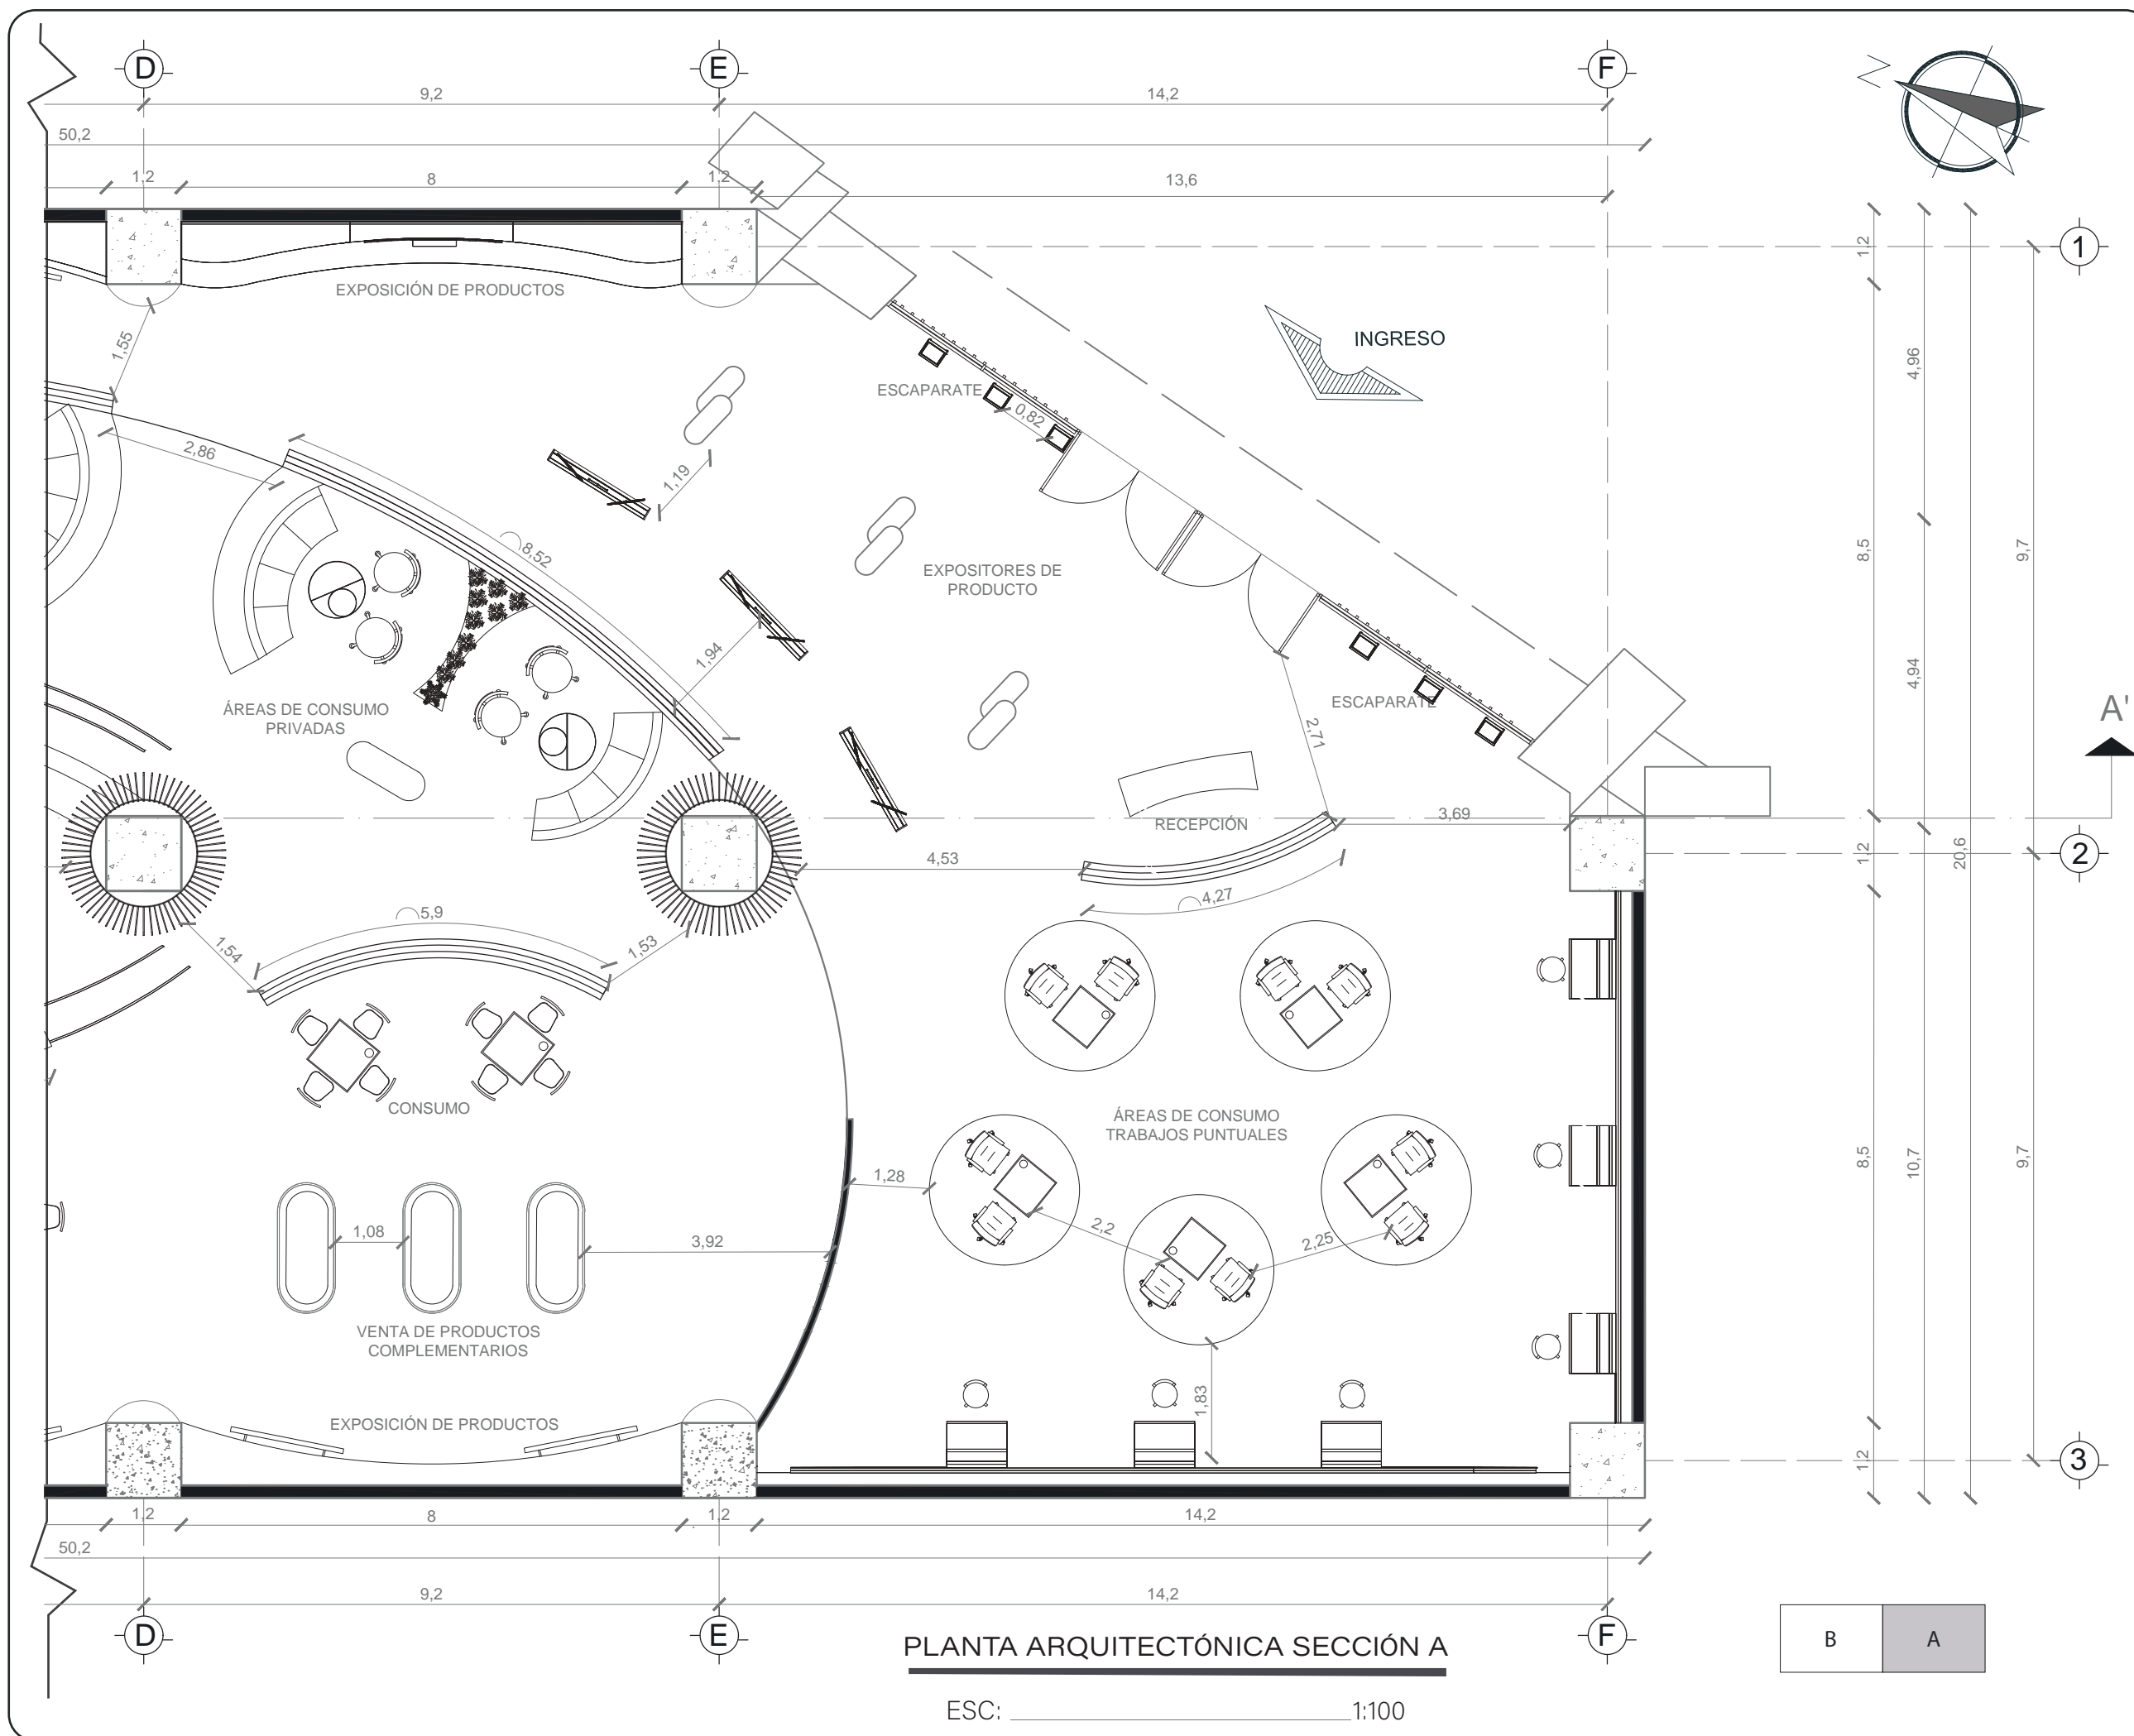 D
E
F
N
9,2
14,2
50,2
1,2
8
1,2
13,6
EXPOSICIÓN DE PRODUCTOS
1
1,2
INGRESO
1,55
4,96
ESCAPARATE
0,82
2,86
1,19
8,52
8,5
9,7
EXPOSITORES DE
PRODUCTO
1,94
4,94
ÁREAS DE CONSUMO
PRIVADAS
ESCAPARATE
A'
2,71
RECEPCIÓN
3,69
4,53
1,2
20,6
2
4,27
5,9
1,54
1,53
CONSUMO
ÁREAS DE CONSUMO
TRABAJOS PUNTUALES
8,5
10,7
9,7
1,28
1,08
3,92
2,2
2,25
VENTA DE PRODUCTOS
COMPLEMENTARIOS
1,83
EXPOSICIÓN DE PRODUCTOS
1,2
3
1,2
8
1,2
14,2
50,2
9,2
14,2
D
E
F
PLANTA ARQUITECTÓNICA SECCIÓN A
B
A
ESC: 1:100